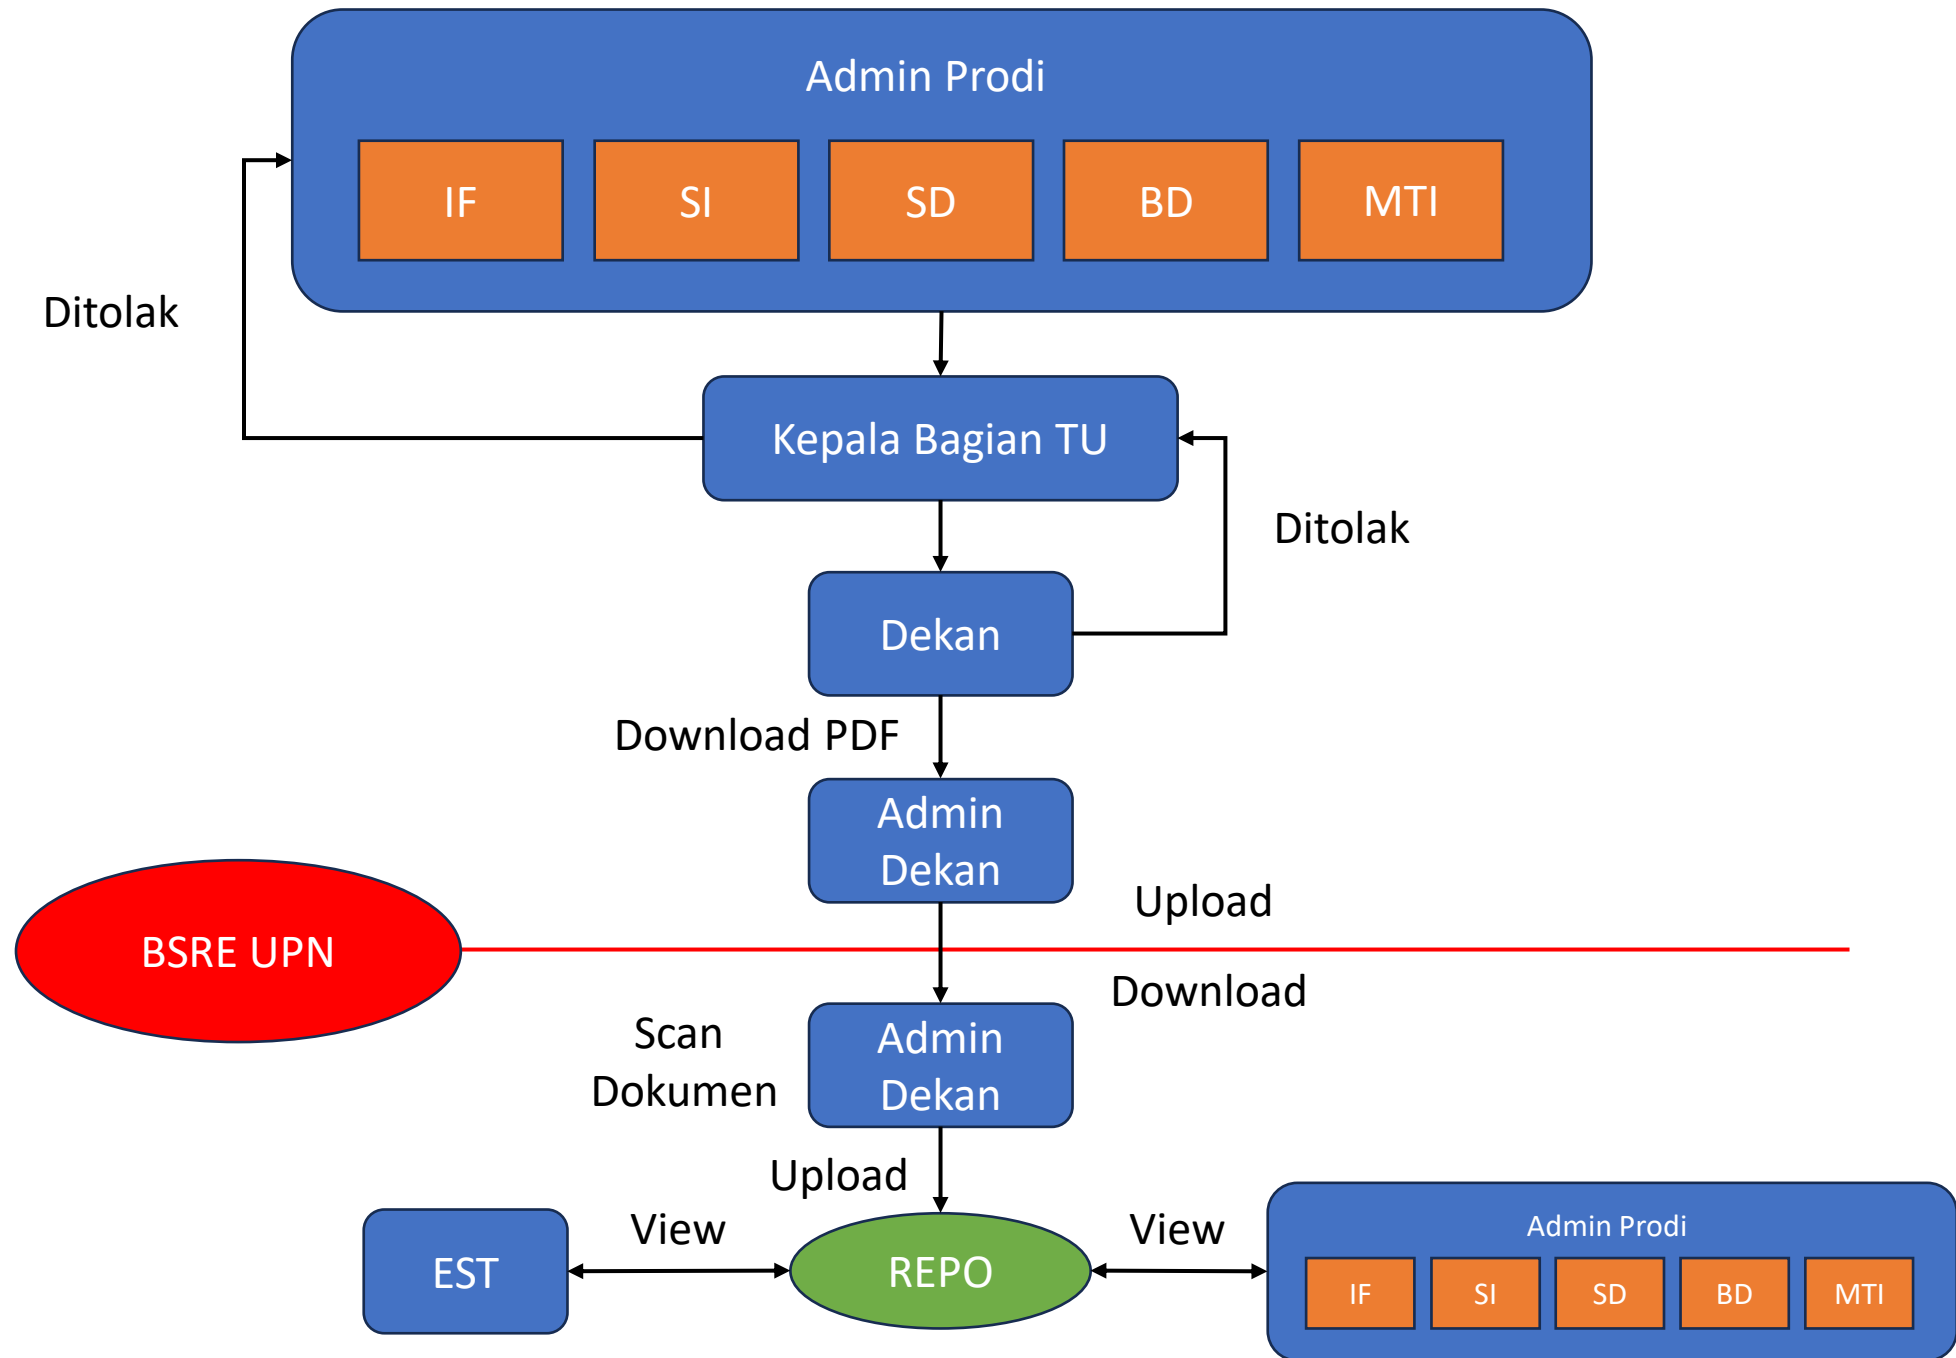 Admin Prodi
IF
SI
SD
BD
MTI
Ditolak
Kepala Bagian TU
Ditolak
Dekan
Download PDF
Admin
Dekan
Upload
BSRE UPN
Download
Scan
Dokumen
Admin
Dekan
Upload
View
View
EST
REPO
Admin Prodi
IF
SI
SD
BD
MTI